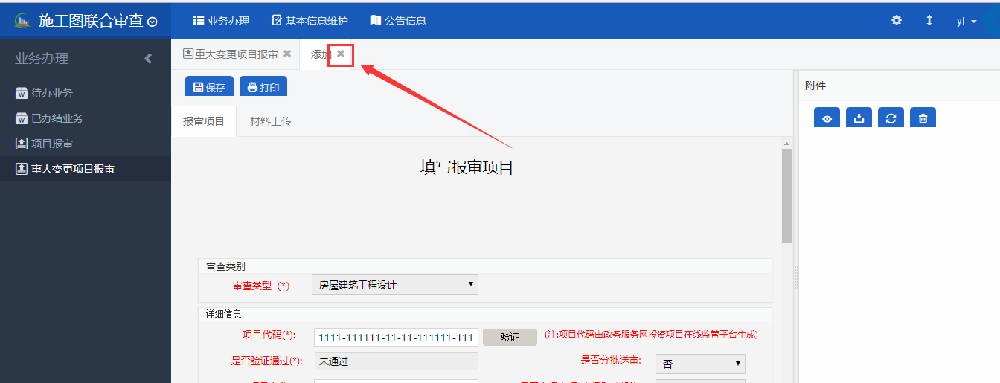 施工图联合审查
业务办理
基本信息维护
公告信息
yl
业务办理
待办业务
已办结业务
项目报审
重大变更项目报审
重大变更项目报审
添加
保存
打印
报审项目
材料上传
填写报审项目
审查类别
审查类型 (*)
房屋建筑工程设计
详细信息
项目代码(*):
1111-111111-11-11-111111-111
验证
(注:项目代码由政务服务网投资项目在线监管平台生成)
是否验证通过(*):
未通过
是否分批送审:
否
附件